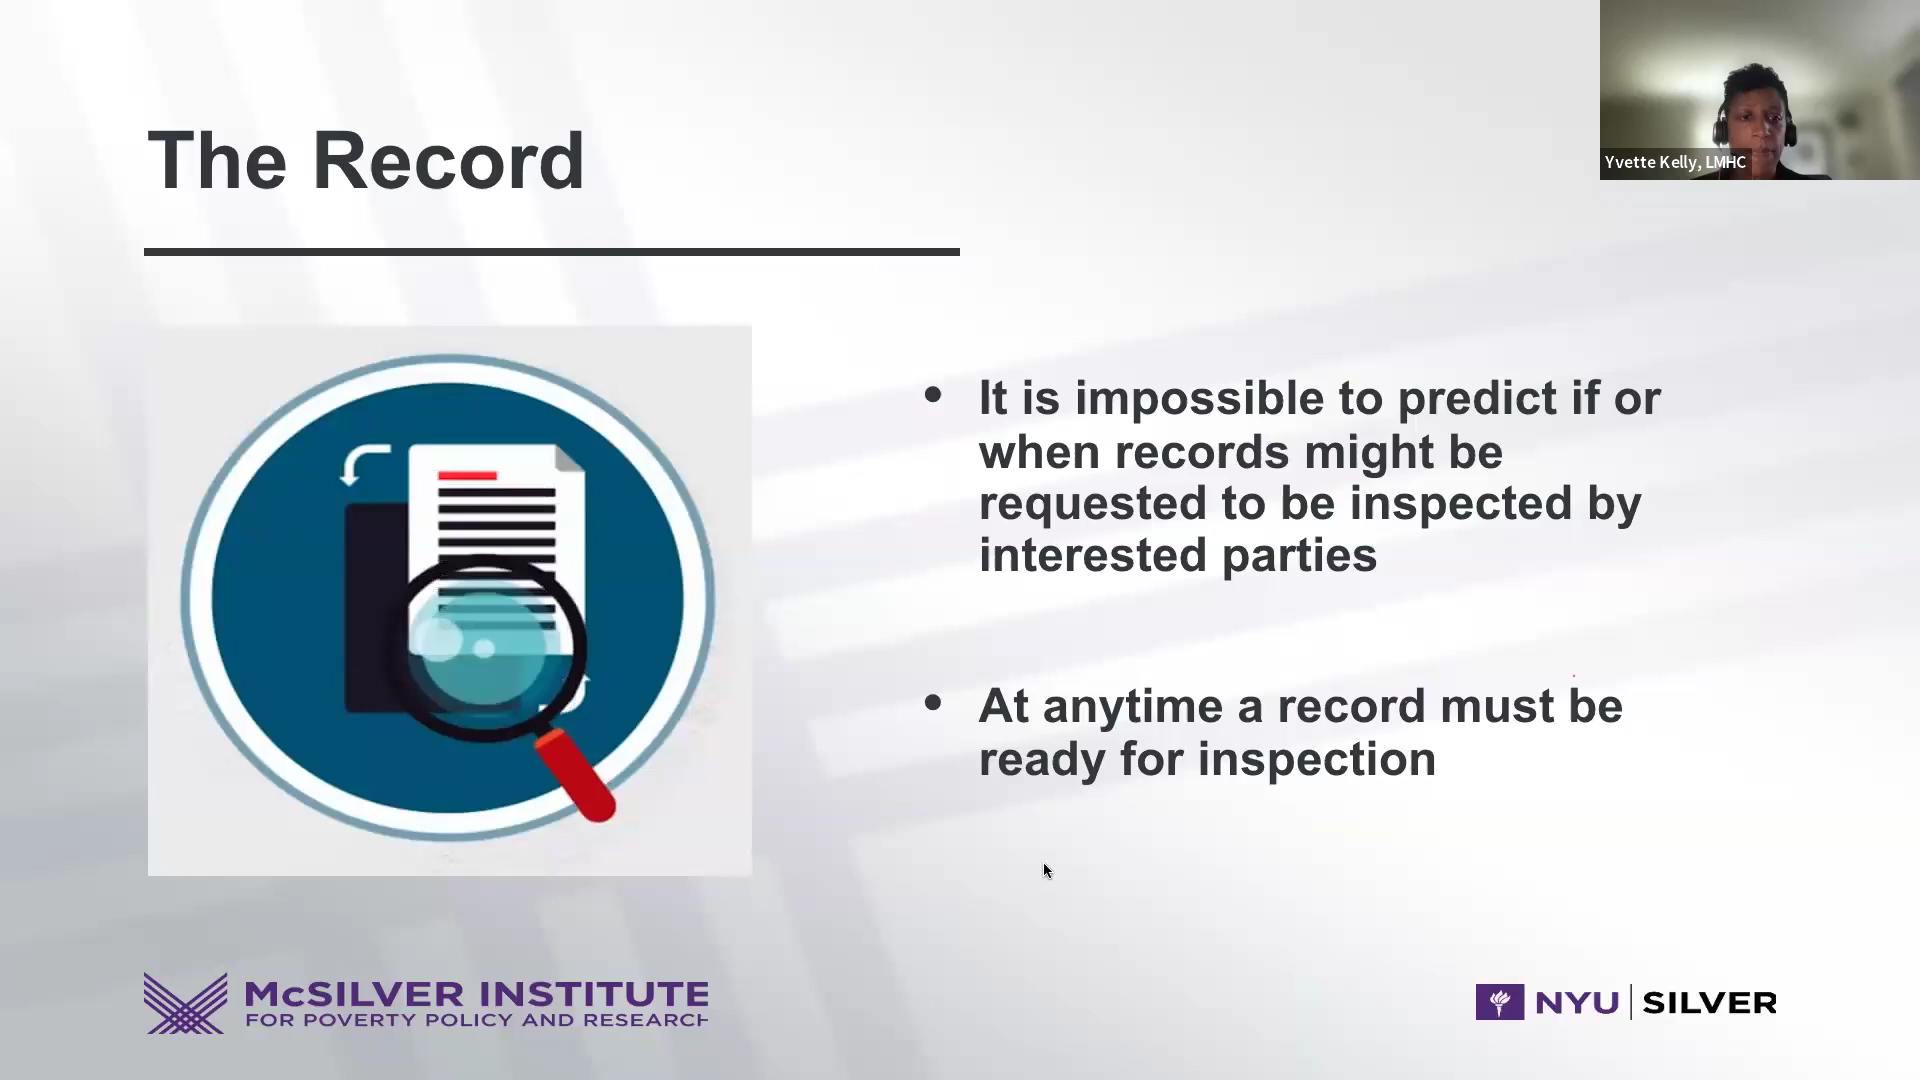 The Record
Yvette Kelly, LMHC
• It is impossible to predict if or
when records might be
requested to be inspected by
interested parties
• At anytime a record must be
ready for inspection
McSILVER INSTITUTE
FOR POVERTY POLICY AND RESEARCH
NYU SILVER